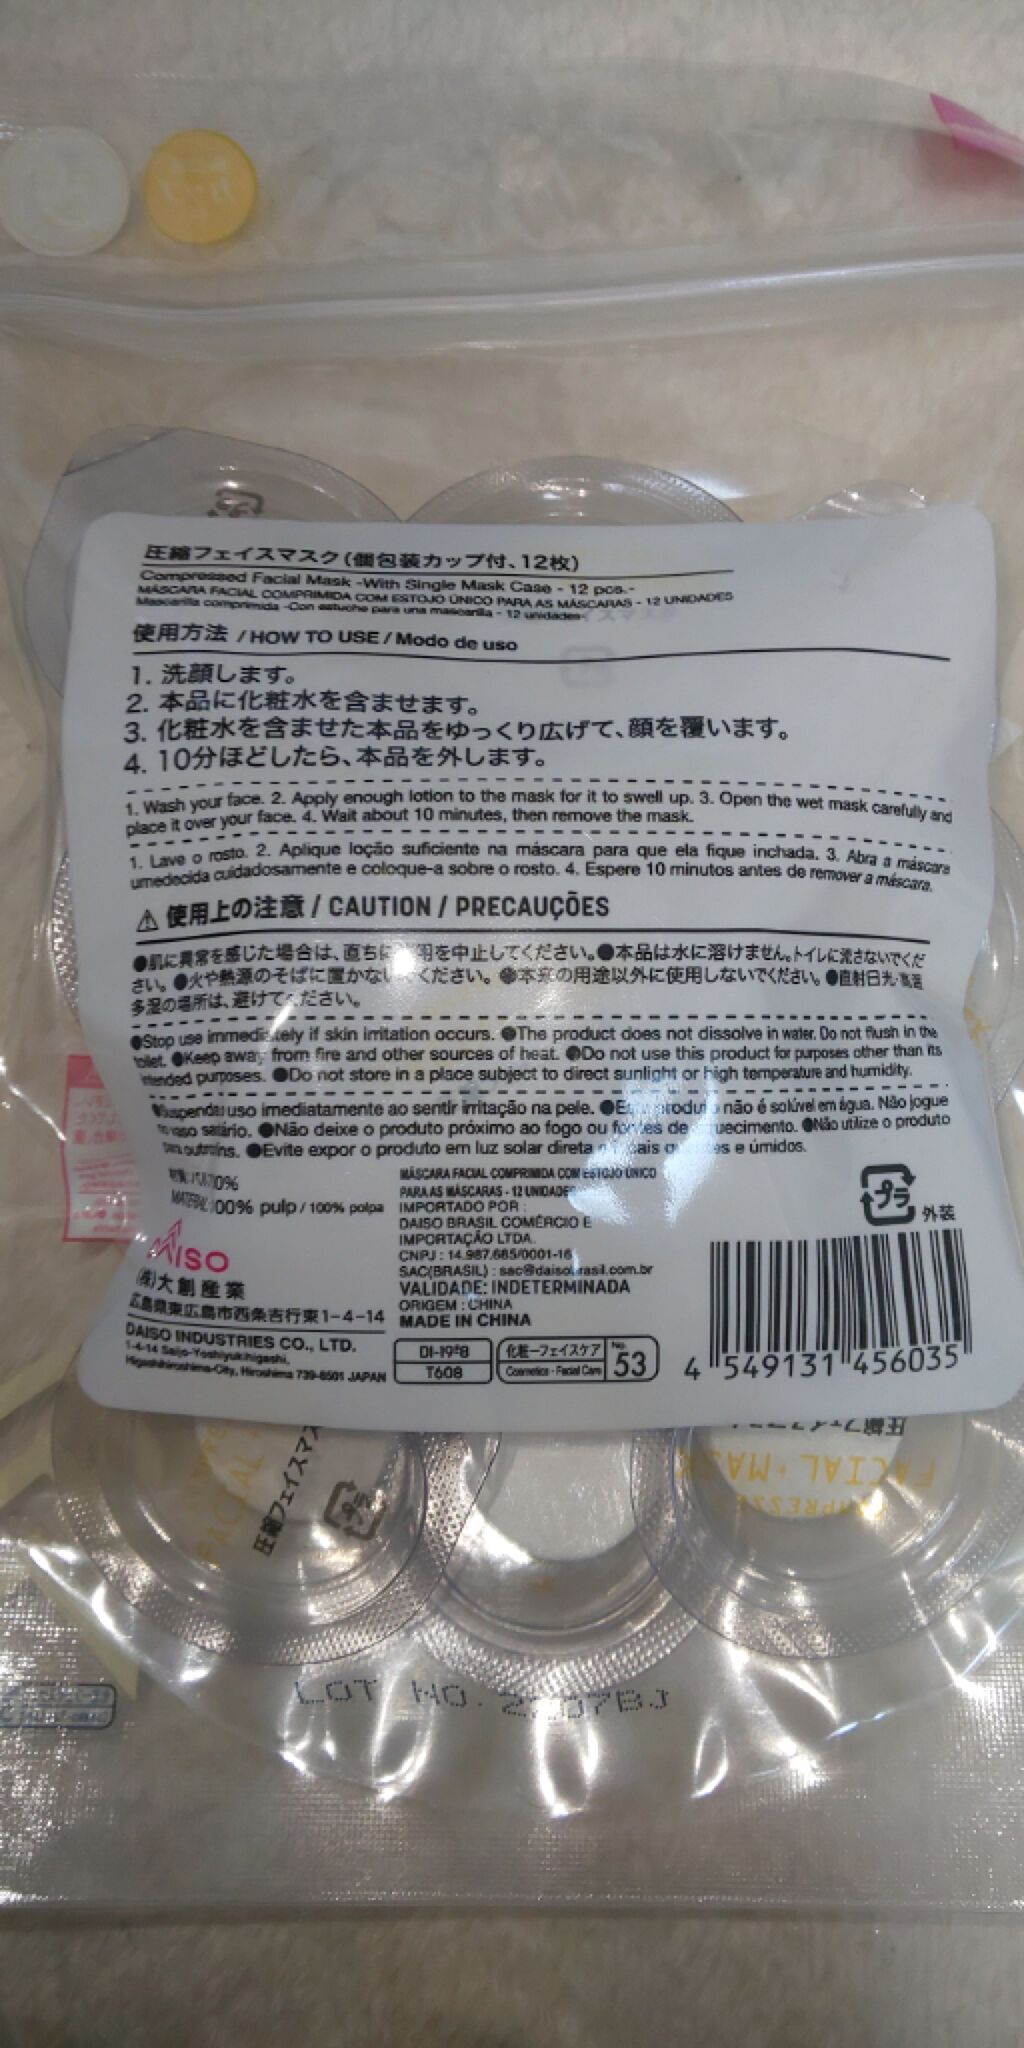 圧縮フェイスマスク(個包装カップ付、12枚)
Compressed Facial Mask -With Single Mask Case - 12 pcs.-
MÁSCARA FACIAL COMPRIMIDA COM ESTOJO ÚNICO PARA AS MÁSCARAS - 12 UNIDADES
Mascarilla comprimida -Con estuche para una mascarilla - 12 unidades-
使用方法 / HOW TO USE / Modo de uso
1. 洗顔します。
2. 本品に化粧水を含ませます。
3. 化粧水を含ませた本品をゆっくり広げて、顔を覆います。
4. 10分ほどしたら、本品を外します。
1. Wash your face. 2. Apply enough lotion to the mask for it to swell up. 3. Open the wet mask carefully and
place it over your face. 4. Wait about 10 minutes, then remove the mask.
1. Lave o rosto. 2. Aplique loção suficiente na máscara para que ela fique inchada. 3. Abra a máscara
umedecida cuidadosamente e coloque-a sobre o rosto. 4. Espere 10 minutos antes de remover a máscara.
⚠ 使用上の注意 / CAUTION / PRECAUÇÕES
●肌に異常を感じた場合は、直ちに 用を中止してください。●本品は水に溶けません。トイレに流さないでくだ
さい。●火や熱源のそばに置かないでください。●本来の用途以外に使用しないでください。●直射日光・高温
多湿の場所は、避けてください。
●Stop use immediately if skin irritation occurs. ●The product does not dissolve in water. Do not flush in the
toilet. ●Keep away from fire and other sources of heat. ●Do not use this product for purposes other than its
intended purposes. ●Do not store in a place subject to direct sunlight or high temperature and humidity.
uso imediatamente ao sentir irritação na pele. ● não é solúvel em água. Não jogue
●Não deixe o produto próximo ao fogo ou fontes de ●Não utilize o produto
●Evite expor o produto em luz solar direta e úmidos.
MATERIAL: 100% pulp / 100% polpa
MÁSCARA FACIAL COMPRIMIDA COM ESTOJO ÚNICO
PARA AS MÁSCARAS - 12 UNIDADES
IMPORTADO POR :
DAISO BRASIL COMÉRCIO E
IMPORTAÇÃO LTDA.
CNPJ : 14.987.685/0001-16
SAC(BRASIL) : sac@daisobrasil.com.br
VALIDADE: INDETERMINADA
ORIGEM : CHINA
MADE IN CHINA
プラ 外装
DAISO
(株)大創産業
広島県東広島市西条吉行東1-4-14
DAISO INDUSTRIES CO., LTD.
1-4-14 Saijo-Yoshiyukihigashi,
Higashihiroshima-City, Hiroshima 739-8501 JAPAN
T608
化粧-フェイスケア
Cosmetics - Facial Care
No. 53
4 549131 456035
圧縮フェイスマス
プラ
FACIAL + MASK
LOT NO.